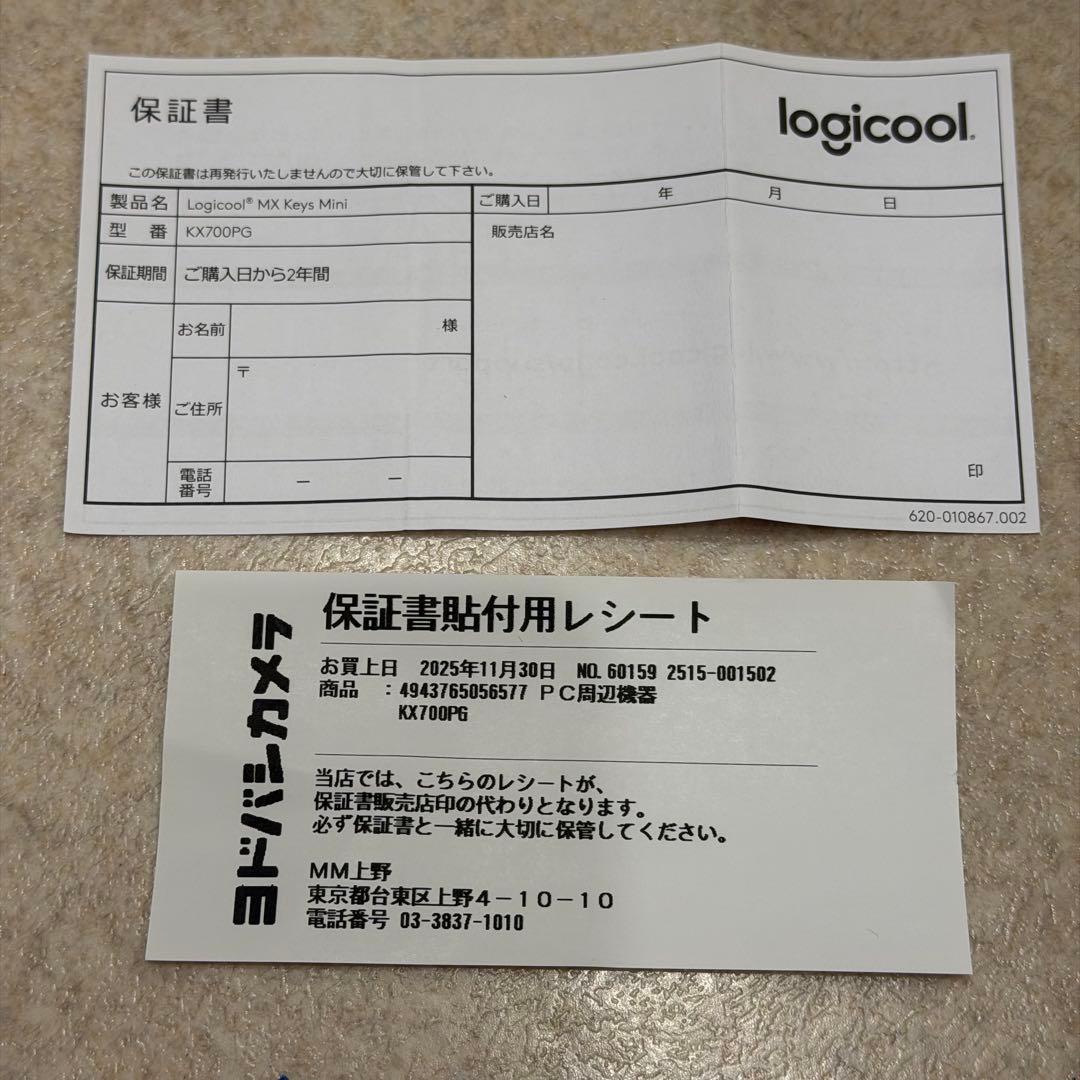 保証書
logicool
この保証書は再発行いたしませんので大切に保管して下さい。
製品名 Logicool® MX Keys Mini
ご購入日 年 月 日
型番 KX700PG
販売店名
保証期間 ご購入日から2年間
お客様
お名前 様
ご住所 〒
電話番号 － －
印
620-010867.002
ヨドバシカメラ
保証書貼付用レシート
お買上日 2025年11月30日 NO. 60159 2515-001502
商品 ：4943765056577 ＰＣ周辺機器
KX700PG
当店では、こちらのレシートが、
保証書販売店印の代わりとなります。
必ず保証書と一緒に大切に保管してください。
ＭＭ上野
東京都台東区上野４－１０－１０
電話番号 03-3837-1010